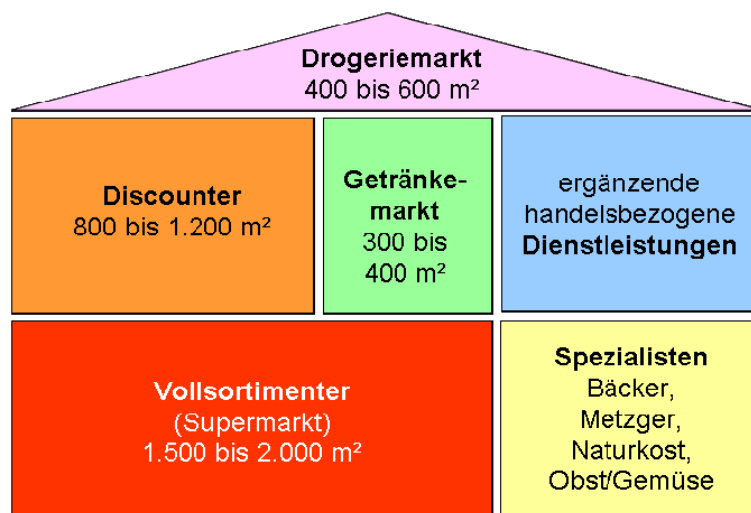 Drogeriemarkt
400 bis 600 m²
Discounter
800 bis 1.200 m²
Getränke-
markt
300 bis
400 m²
ergänzende
handelsbezogene
Dienstleistungen
Vollsortimenter
(Supermarkt)
1.500 bis 2.000 m²
Spezialisten
Bäcker,
Metzger,
Naturkost,
Obst/Gemüse